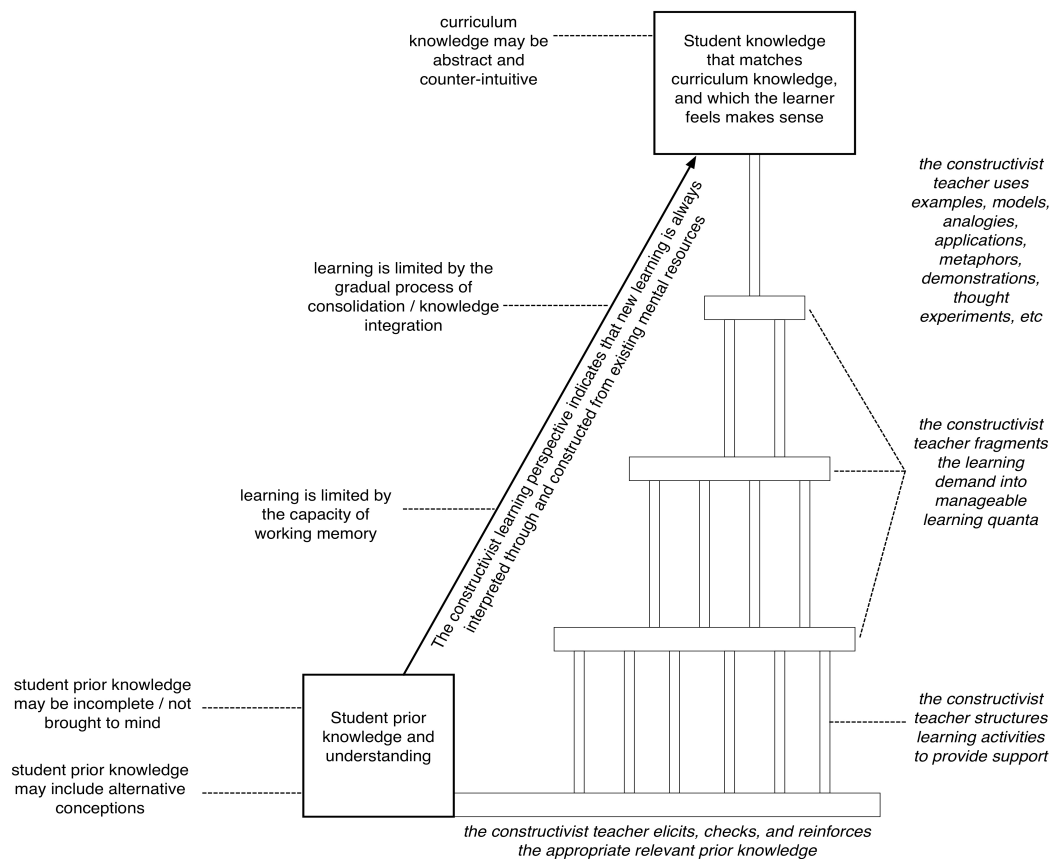 curriculum
knowledge may be
abstract and
counter-intuitive
Student knowledge
that matches
curriculum knowledge,
and which the learner
feels makes sense
the constructivist
teacher uses
examples, models,
analogies,
applications,
metaphors,
demonstrations,
thought
experiments, etc
learning is limited by the
gradual process of
consolidation / knowledge
integration
The constructivist learning perspective indicates that new learning is always
interpreted through and constructed from existing mental resources
the constructivist
teacher fragments
the learning
demand into
manageable
learning quanta
learning is limited by
the capacity of
working memory
student prior knowledge
may be incomplete / not
brought to mind
Student prior
knowledge and
understanding
the constructivist
teacher structures
learning activities
to provide support
student prior knowledge
may include alternative
conceptions
the constructivist teacher elicits, checks, and reinforces
the appropriate relevant prior knowledge